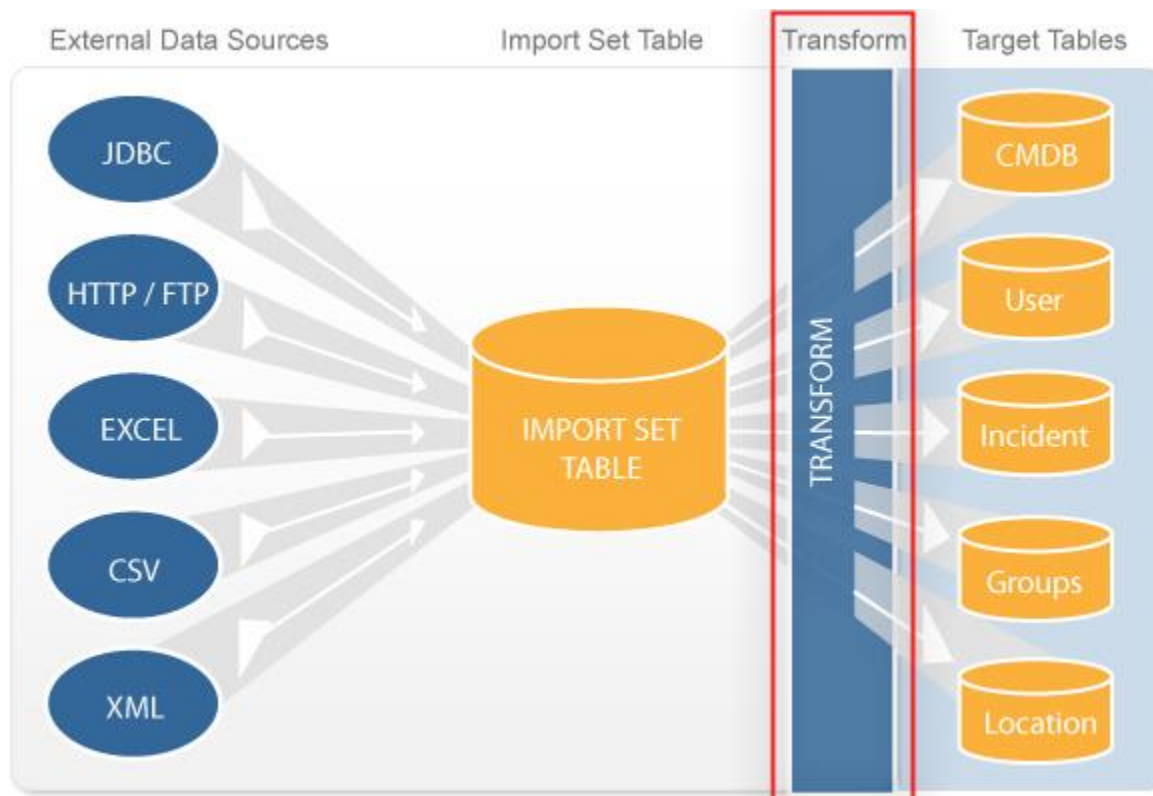 External Data Sources
Import Set Table
Transform
Target Tables
JDBC
HTTP / FTP
EXCEL
CSV
XML
IMPORT SET
TABLE
TRANSFORM
CMDB
User
Incident
Groups
Location